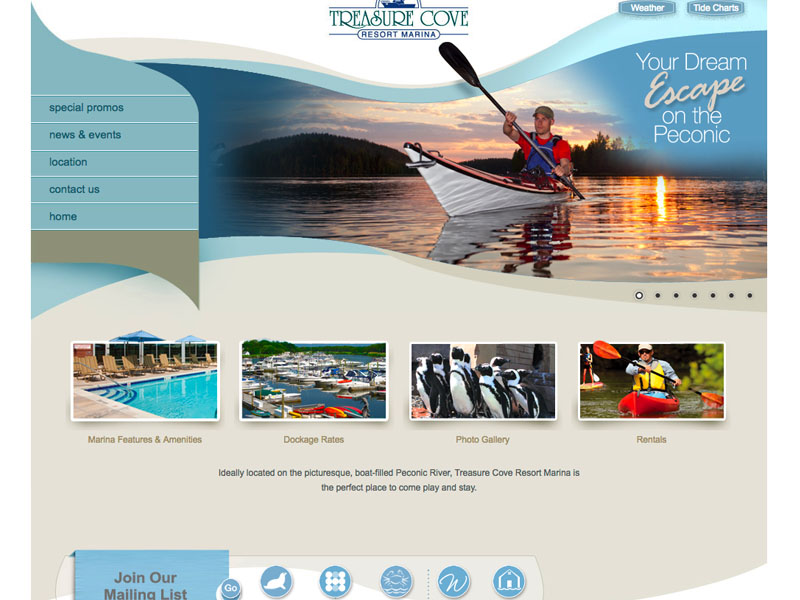 TREASURE COVE
RESORT MARINA
Weather
Tide Charts
Your Dream
Escape
on the
Peconic
special promos
news & events
location
contact us
home
Marina Features & Amenities
Dockage Rates
Photo Gallery
Rentals
Ideally located on the picturesque, boat-filled Peconic River, Treasure Cove Resort Marina is
the perfect place to come play and stay.
Join Our
Mailing List
Go
W